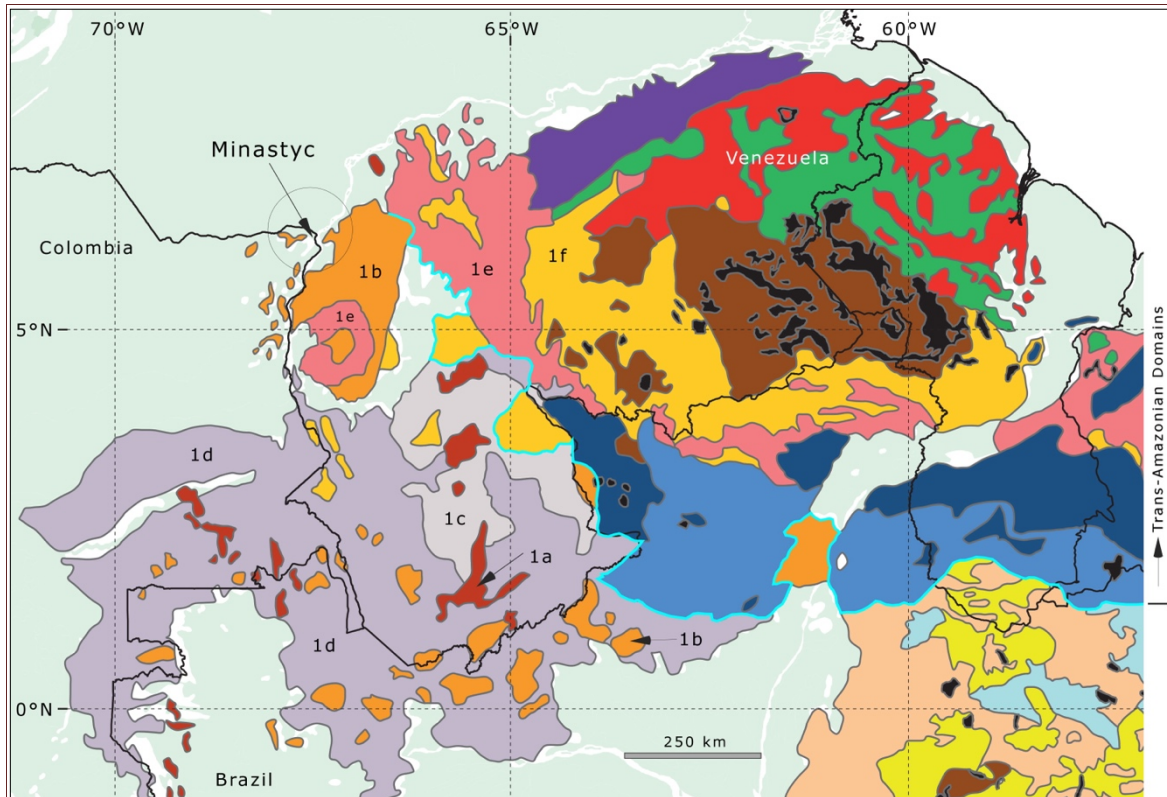 70°W
65°W
60°W
Minastyc
Venezuela
Colombia
1b
1e
1f
1e
5°N
1d
1c
1a
1d
1b
0°N
250 km
Brazil
Trans-Amazonian Domains